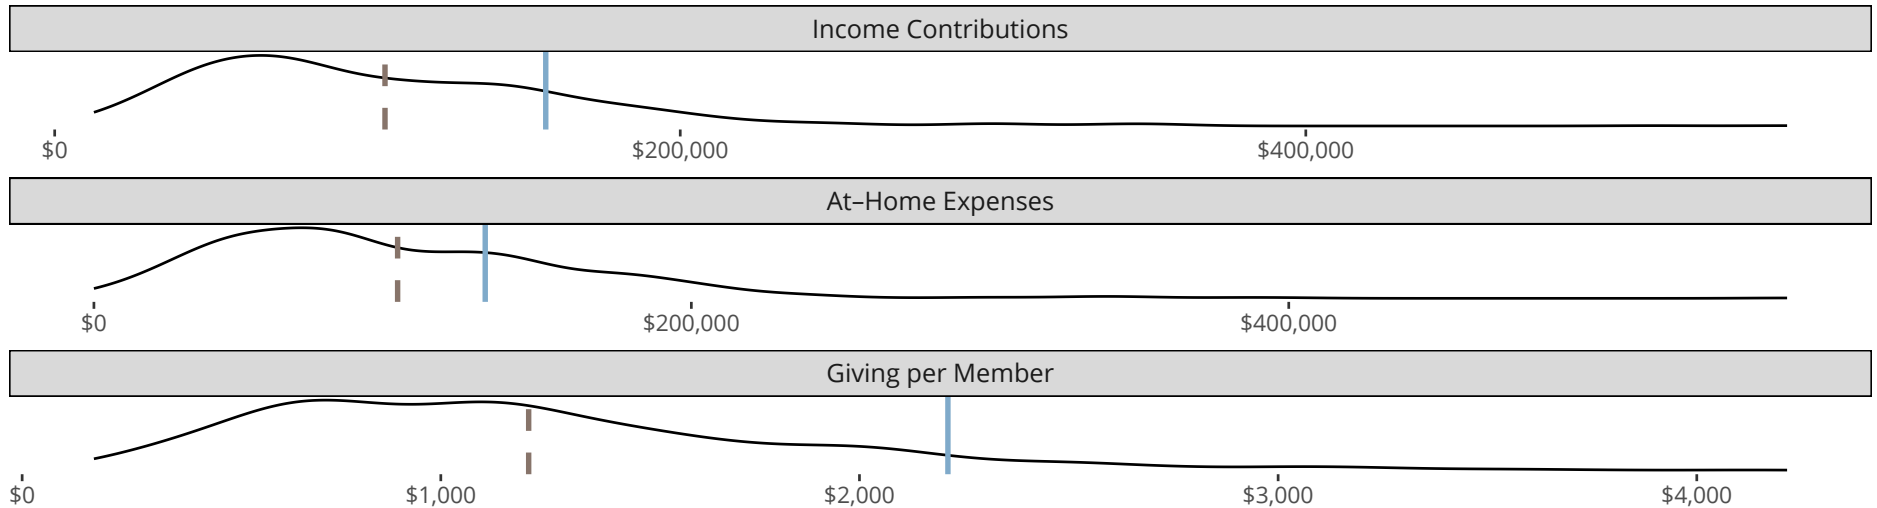 Income Contributions
$0 $200,000 $400,000
At–Home Expenses
$0 $200,000 $400,000
Giving per Member
$0 $1,000 $2,000 $3,000 $4,000